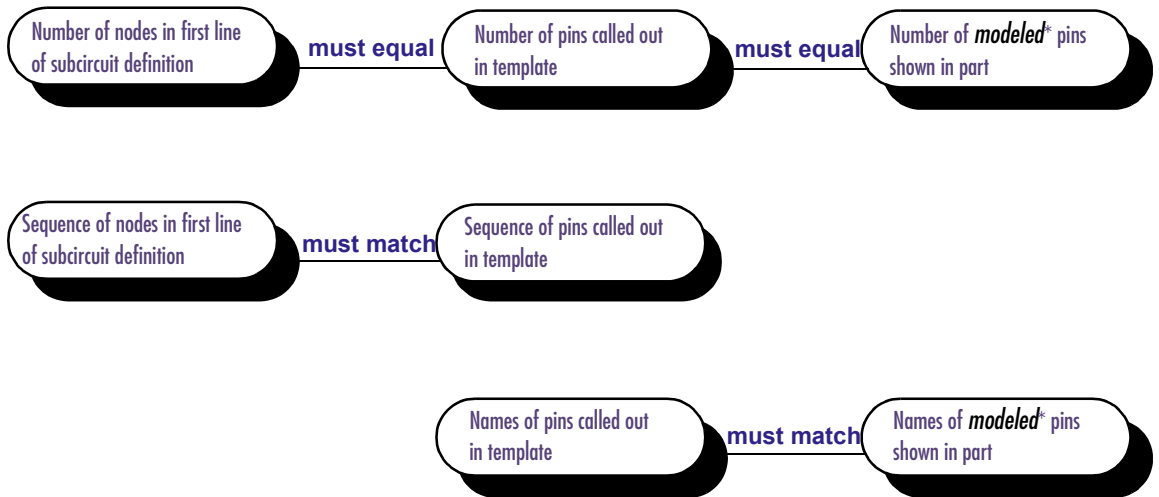 Number of nodes in first line
of subcircuit definition
must equal
Number of pins called out
in template
must equal
Number of modeled* pins
shown in part
Sequence of nodes in first line
of subcircuit definition
must match
Sequence of pins called out
in template
Names of pins called out
in template
must match
Names of modeled* pins
shown in part